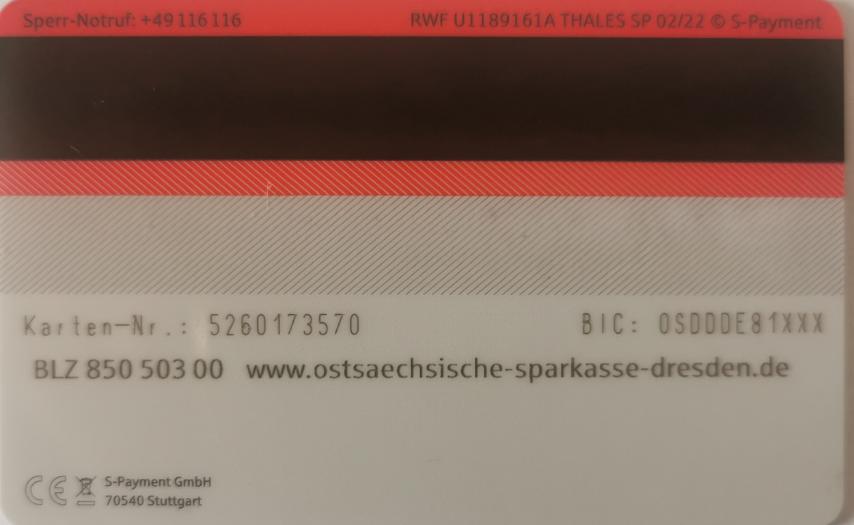 Sperr-Notruf: +49 116 116 RWF U1189161A THALES SP 02/22 © S-Payment
Karten-Nr.: 5260173570 BIC: OSDDDE81XXX
BLZ 850 503 00 www.ostsaechsische-sparkasse-dresden.de
CE S-Payment GmbH
70540 Stuttgart